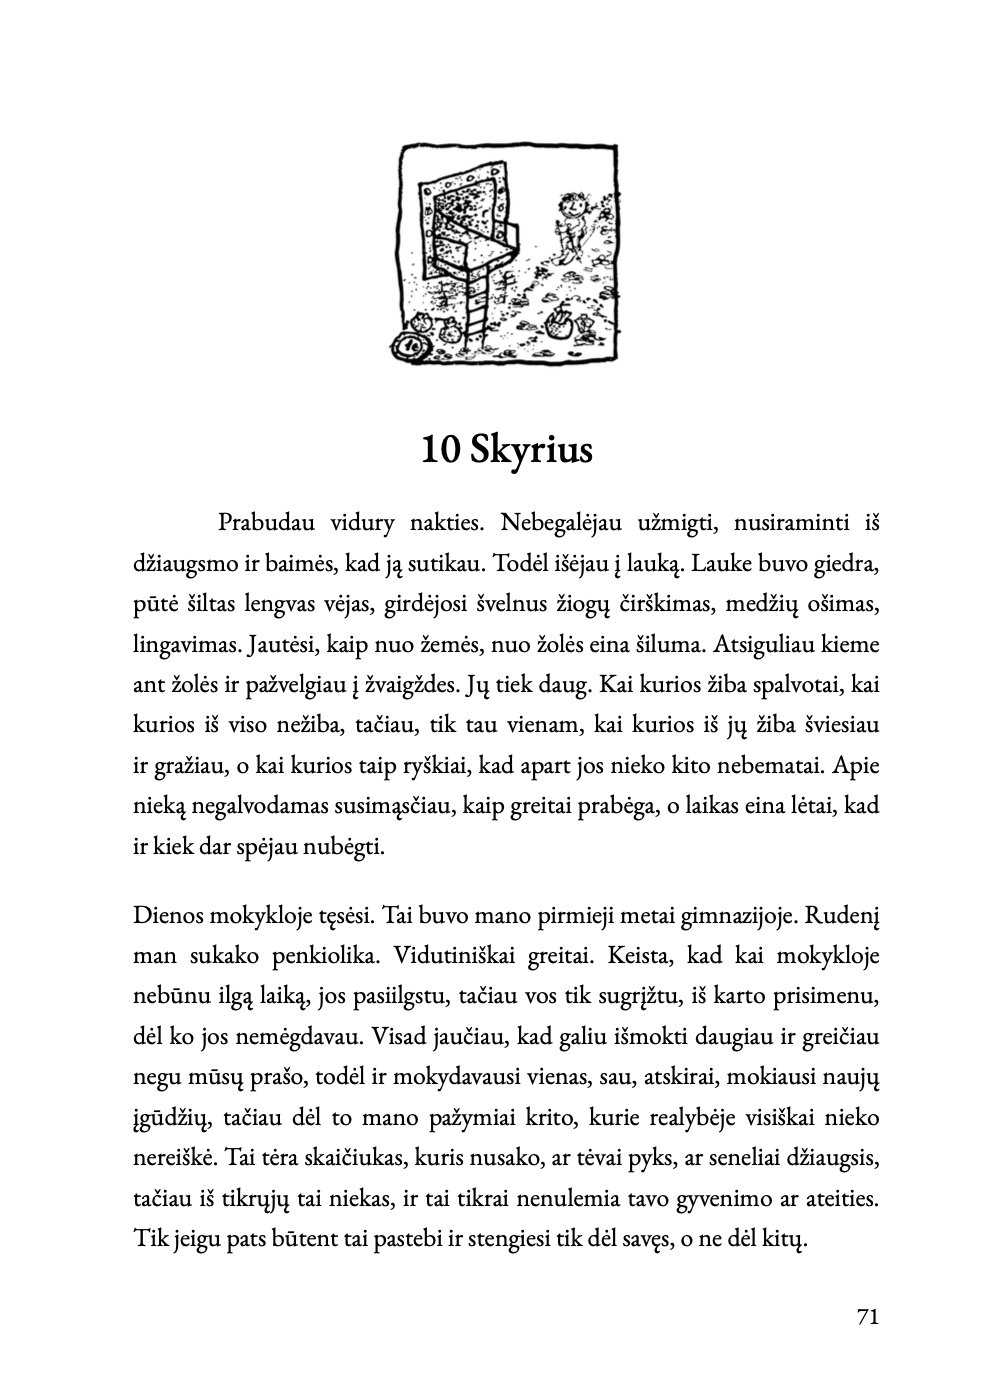 1€
10 Skyrius
Prabudau vidury nakties. Nebegalėjau užmigti, nusiraminti iš
džiaugsmo ir baimės, kad ją sutikau. Todėl išėjau į lauką. Lauke buvo giedra,
pūtė šiltas lengvas vėjas, girdėjosi švelnus žiogų čirškimas, medžių ošimas,
lingavimas. Jautėsi, kaip nuo žemės, nuo žolės eina šiluma. Atsiguliau kieme
ant žolės ir pažvelgiau į žvaigždes. Jų tiek daug. Kai kurios žiba spalvotai, kai
kurios iš viso nežiba, tačiau, tik tau vienam, kai kurios iš jų žiba šviesiau
ir gražiau, o kai kurios taip ryškiai, kad apart jos nieko kito nebematai. Apie
nieką negalvodamas susimąsčiau, kaip greitai prabėga, o laikas eina lėtai, kad
ir kiek dar spėjau nubėgti.
Dienos mokykloje tęsėsi. Tai buvo mano pirmieji metai gimnazijoje. Rudenį
man sukako penkiolika. Vidutiniškai greitai. Keista, kad kai mokykloje
nebūnu ilgą laiką, jos pasiilgstu, tačiau vos tik sugrįžtu, iš karto prisimenu,
dėl ko jos nemėgdavau. Visad jaučiau, kad galiu išmokti daugiau ir greičiau
negu mūsų prašo, todėl ir mokydavausi vienas, sau, atskirai, mokiausi naujų
įgūdžių, tačiau dėl to mano pažymiai krito, kurie realybėje visiškai nieko
nereiškė. Tai tėra skaičiukas, kuris nusako, ar tėvai pyks, ar seneliai džiaugsis,
tačiau iš tikrųjų tai niekas, ir tai tikrai nenulemia tavo gyvenimo ar ateities.
Tik jeigu pats būtent tai pastebi ir stengiesi tik dėl savęs, o ne dėl kitų.
71